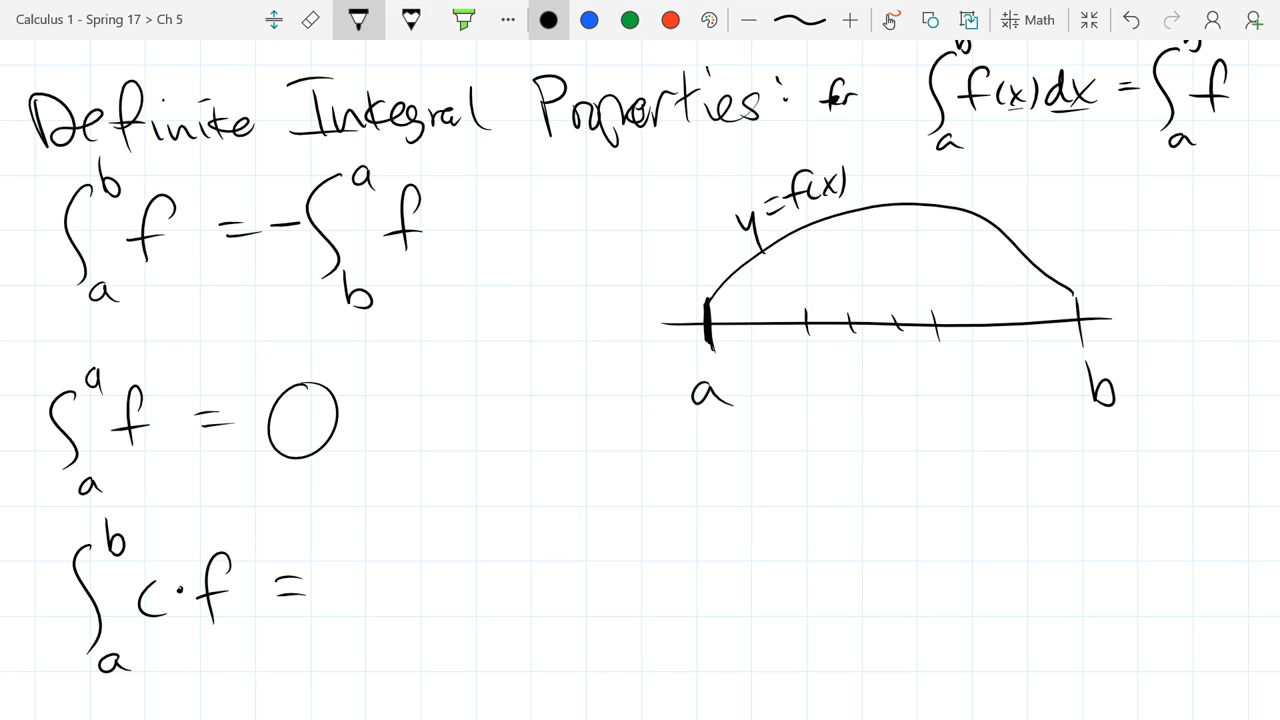 Calculus 1 - Spring 17 > Ch 5
Math
Definite Integral Properties: for ∫_a^b f(x)dx = ∫_a^b f
∫_a^b f = -∫_b^a f
y=f(x)
a b
∫_a^a f = 0
∫_a^b c·f =